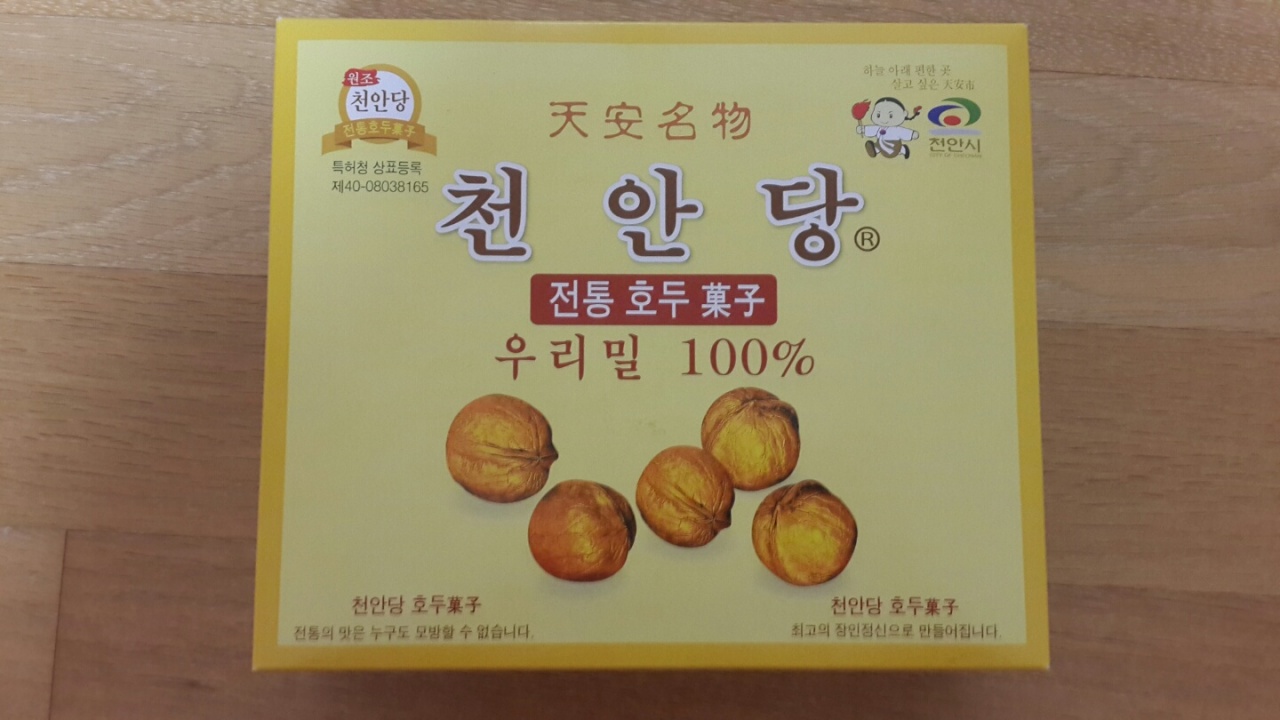 원조
천안당
전통호두菓子
특허청 상표등록
제40-08038165
하늘 아래 편한 곳
살고 싶은 天安市
천안시
天安名物
천안당®
전통 호두 菓子
우리밀 100%
천안당 호두菓子
전통의 맛은 누구도 모방할 수 없습니다.
천안당 호두菓子
최고의 장인정신으로 만들어집니다.